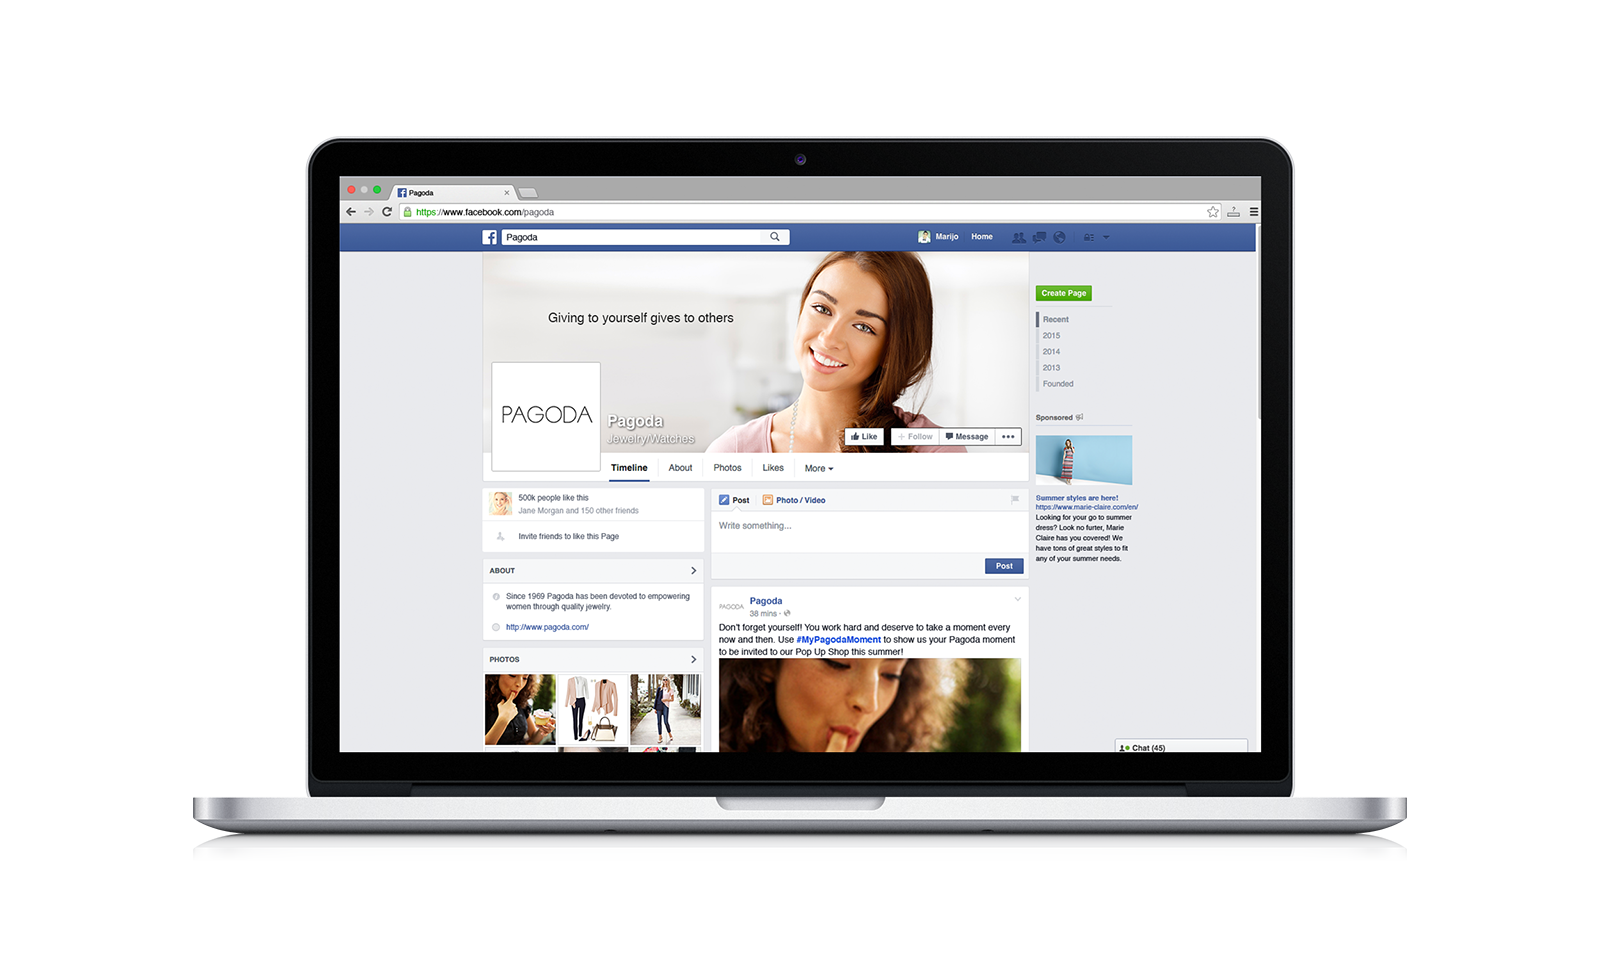 Pagoda
https://www.facebook.com/pagoda
Pagoda
Marijo Home
Create Page
Recent
2015
2014
2013
Founded
Giving to yourself gives to others
PAGODA
Pagoda
Jewelry/Watches
Like
Follow
Message
Timeline About Photos Likes More
Sponsored
Summer styles are here!
https://www.marie-claire.com/en/
Looking for your go to summer
dress? Look no furter, Marie
Claire has you covered! We
have tons of great styles to fit
any of your summer needs.
500k people like this
Jane Morgan and 150 other friends
Invite friends to like this Page
ABOUT
Since 1969 Pagoda has been devoted to empowering
women through quality jewelry.
http://www.pagoda.com/
PHOTOS
Post Photo / Video
Write something...
Post
PAGODA
Pagoda
38 mins ·
Don't forget yourself! You work hard and deserve to take a moment every
now and then. Use #MyPagodaMoment to show us your Pagoda moment
to be invited to our Pop Up Shop this summer!
Chat (45)